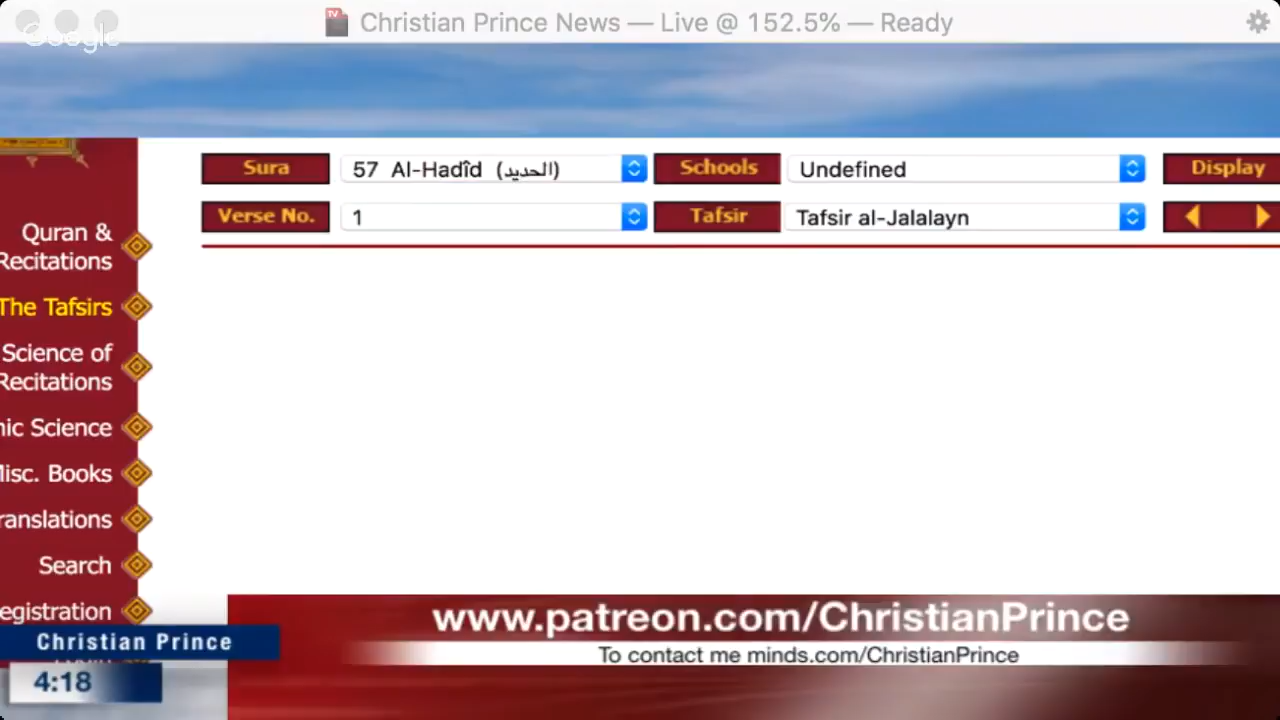 Christian Prince News — Live @ 152.5% — Ready
Google
Sura
57 Al-Hadîd (الحديد)
Schools
Undefined
Display
Verse No.
1
Tafsir
Tafsir al-Jalalayn
Quran &
Recitations
The Tafsirs
Science of
Recitations
nic Science
Misc. Books
ranslations
Search
egistration
www.patreon.com/ChristianPrince
To contact me minds.com/ChristianPrince
Christian Prince
4:18